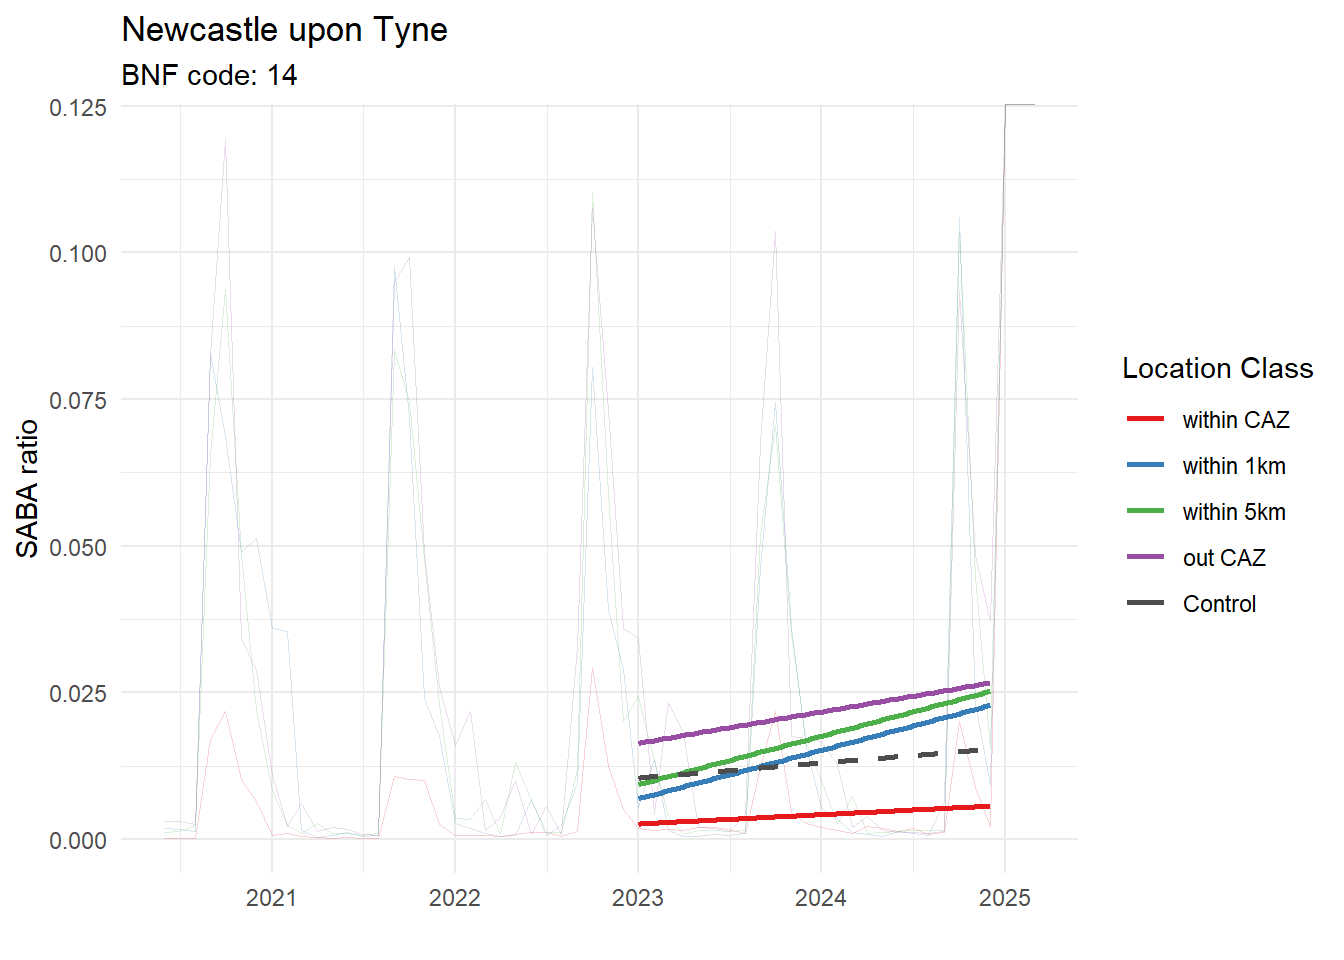 Newcastle upon Tyne
BNF code: 14
0.125
0.100
0.075
0.050
0.025
0.000
SABA ratio
2021
2022
2023
2024
2025
Location Class
within CAZ
within 1km
within 5km
out CAZ
Control